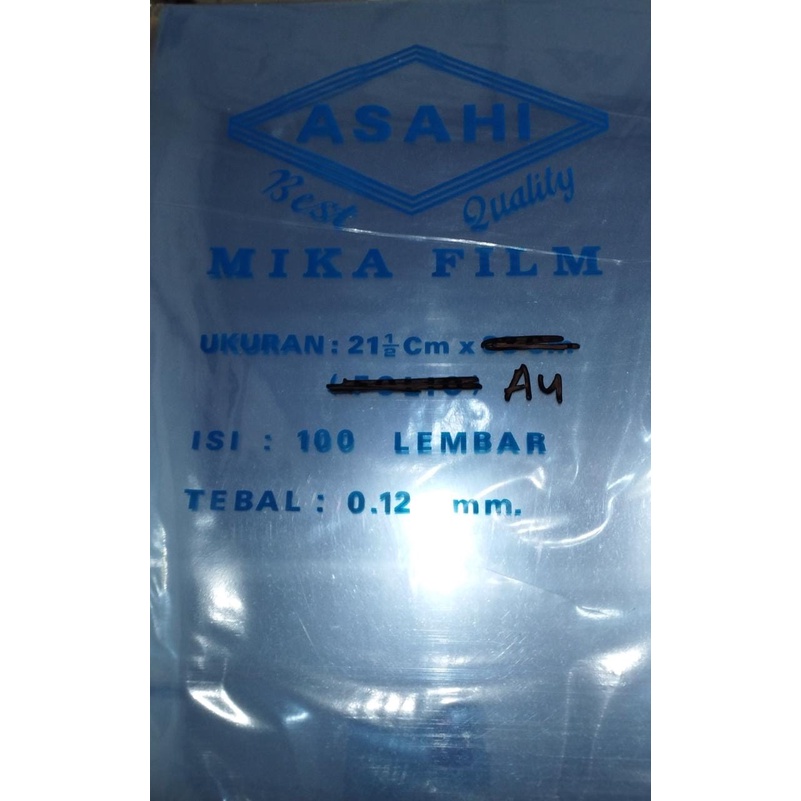 ASAHI
Best Quality
MIKA FILM
UKURAN: 21½ Cm x
A4
ISI : 100 LEMBAR
TEBAL : 0.12 mm.